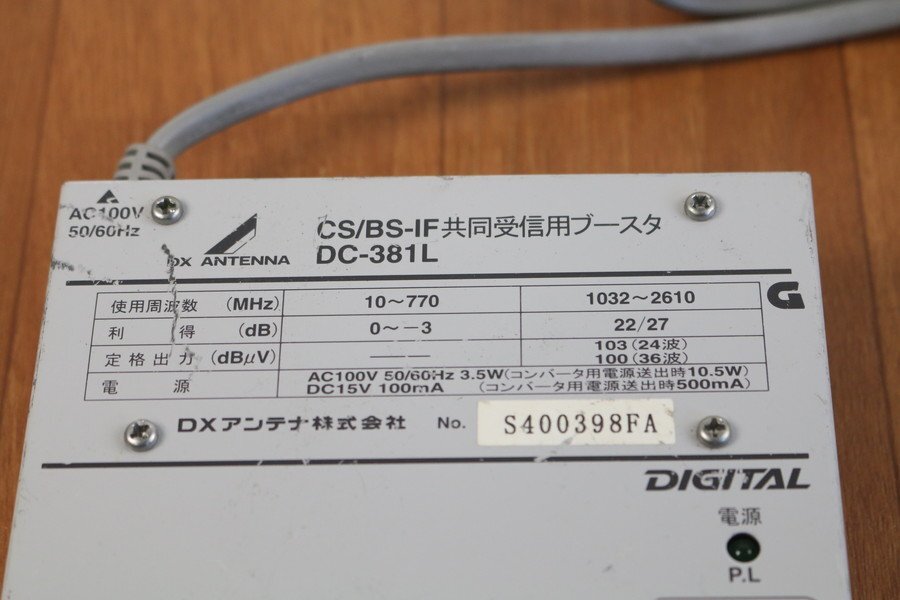 AC100V
50/60Hz
DX ANTENNA
CS/BS-IF共同受信用ブースタ
DC-381L
使用周波数 (MHz) 10~770 1032~2610
G
利得 (dB) 0~-3 22/27
定格出力 (dBμV) —— 103(24波)
100(36波)
電源 AC100V 50/60Hz 3.5W(コンバータ用電源送出時10.5W)
DC15V 100mA (コンバータ用電源送出時500mA)
DXアンテナ株式会社 No. S400398FA
DIGITAL
電源
P.L